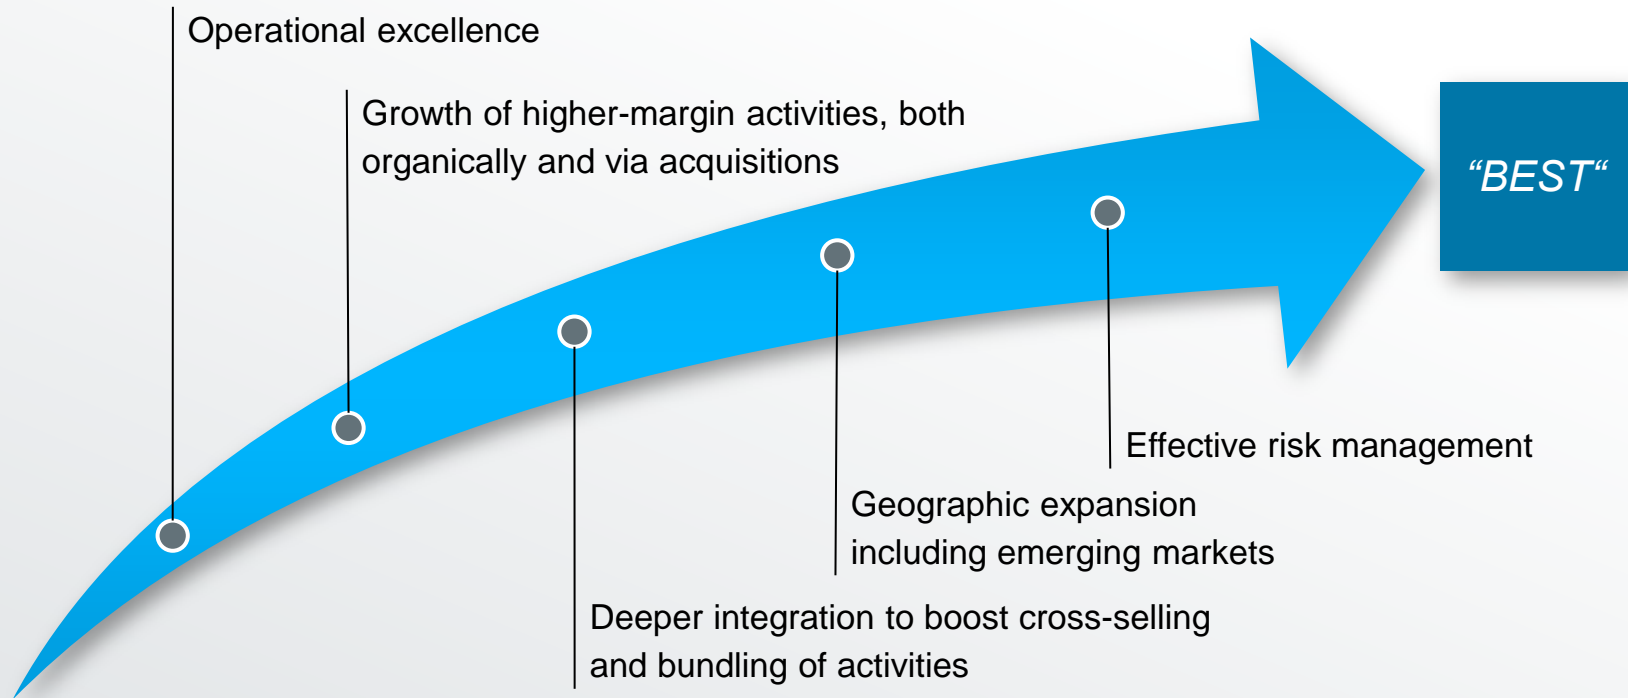 Operational excellence
Growth of higher-margin activities, both
organically and via acquisitions
“BEST“
Effective risk management
Geographic expansion
including emerging markets
Deeper integration to boost cross-selling
and bundling of activities